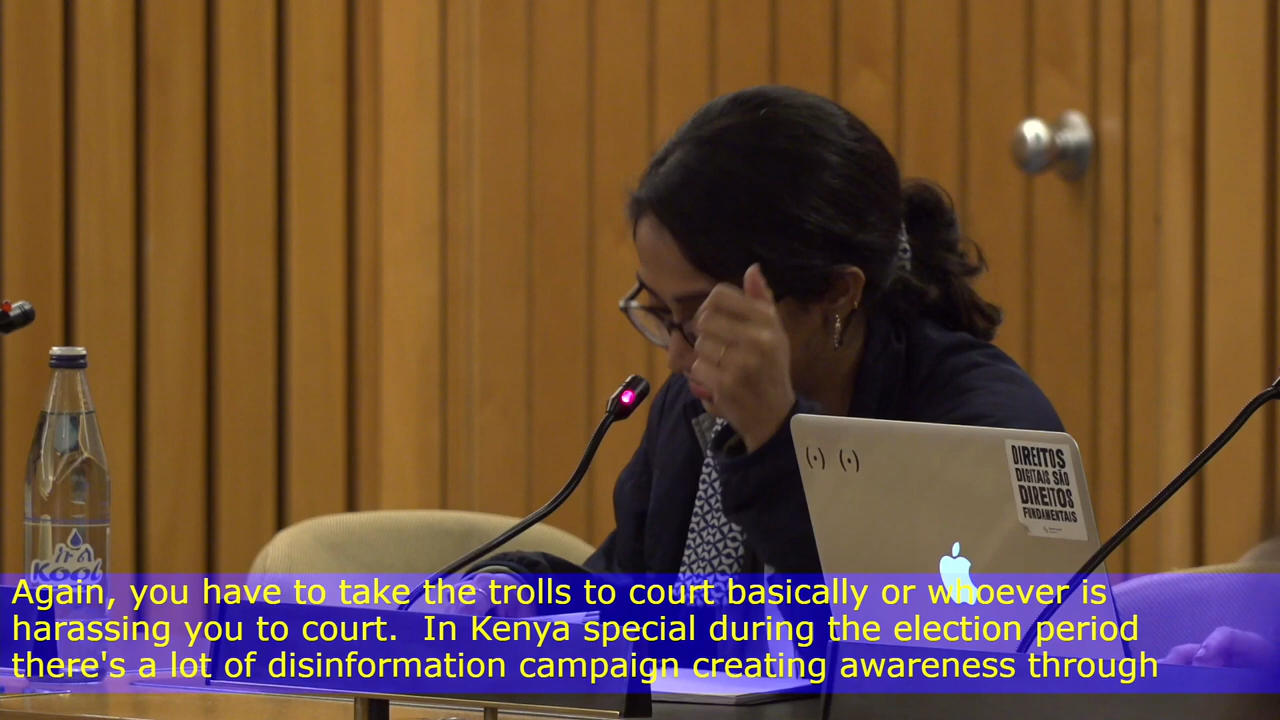 (·) (·)
DIREITOS
DIGITAIS SÃO
DIREITOS
FUNDAMENTAIS
Kool
Again, you have to take the trolls to court basically or whoever is
harassing you to court.  In Kenya special during the election period
there's a lot of disinformation campaign creating awareness through